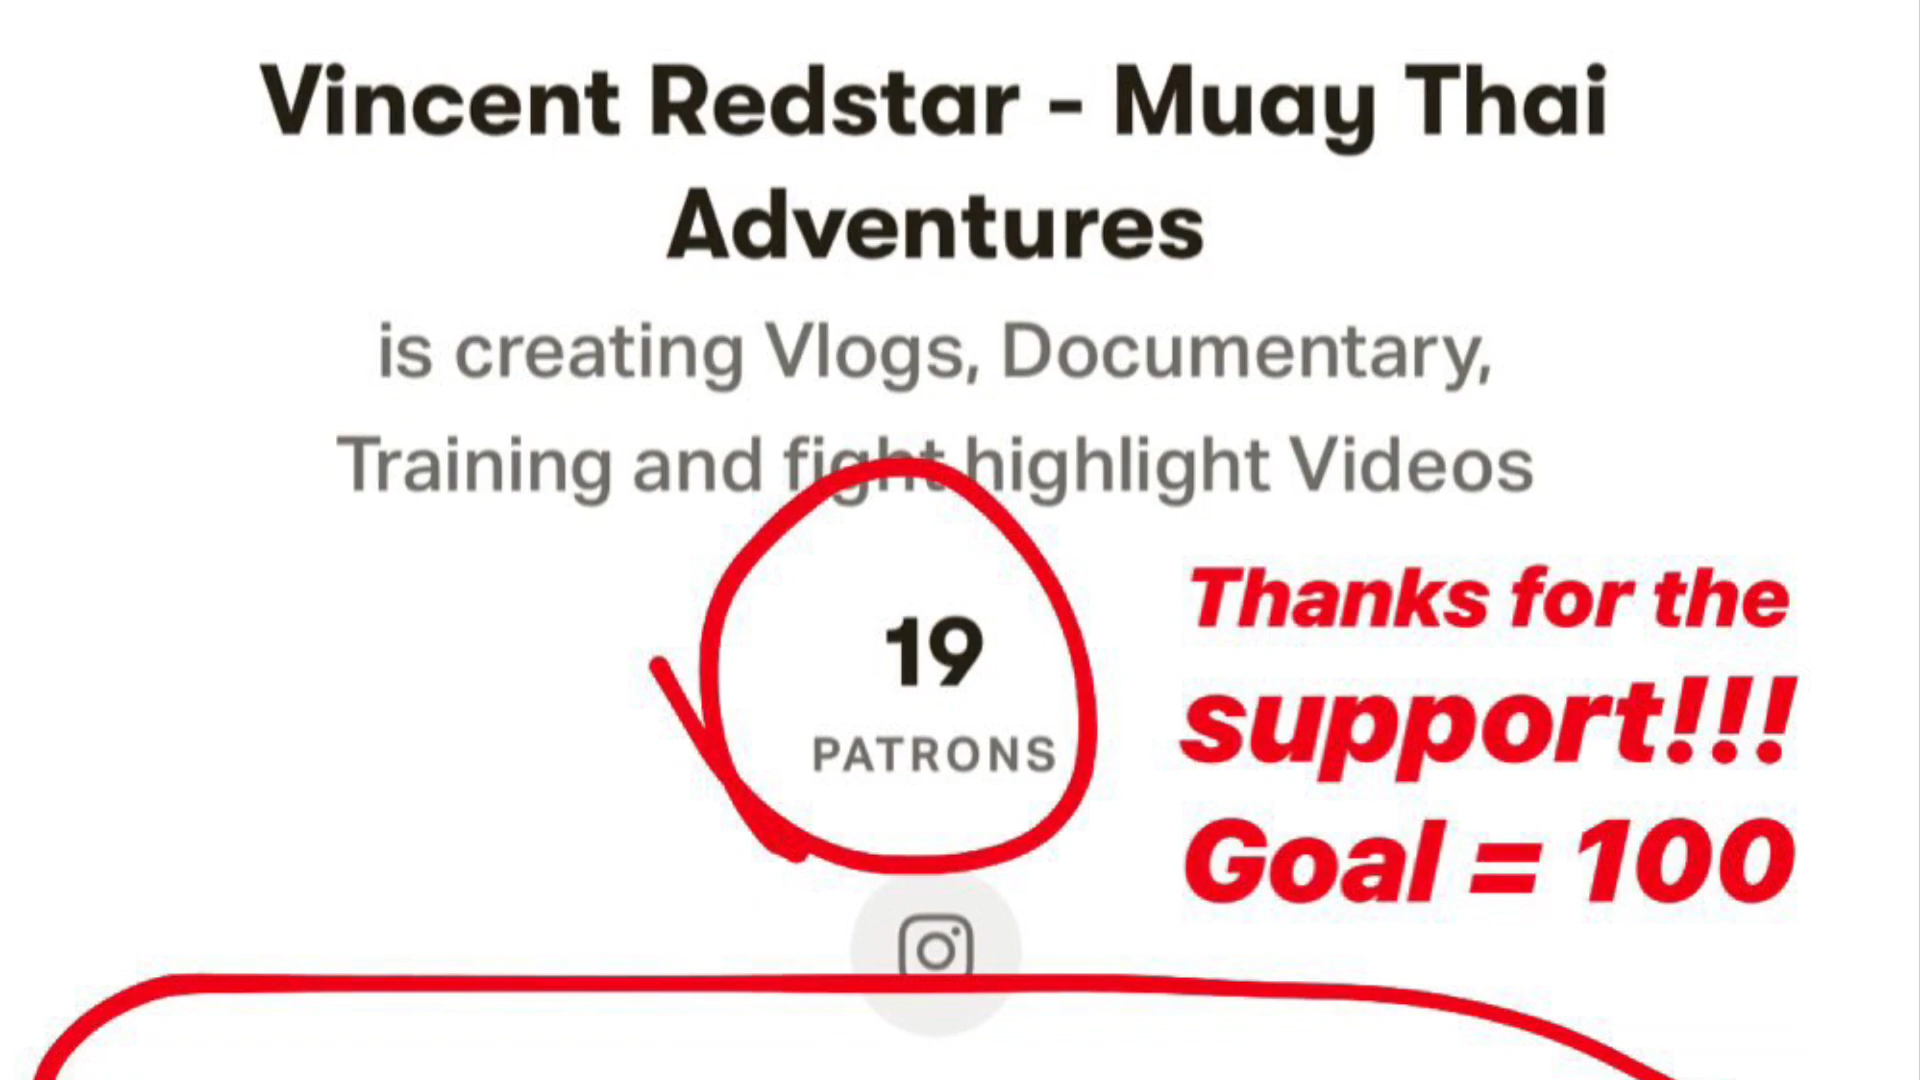 Vincent Redstar - Muay Thai
Adventures
is creating Vlogs, Documentary,
Training and fight highlight Videos
19
PATRONS
Thanks for the
support!!!
Goal = 100